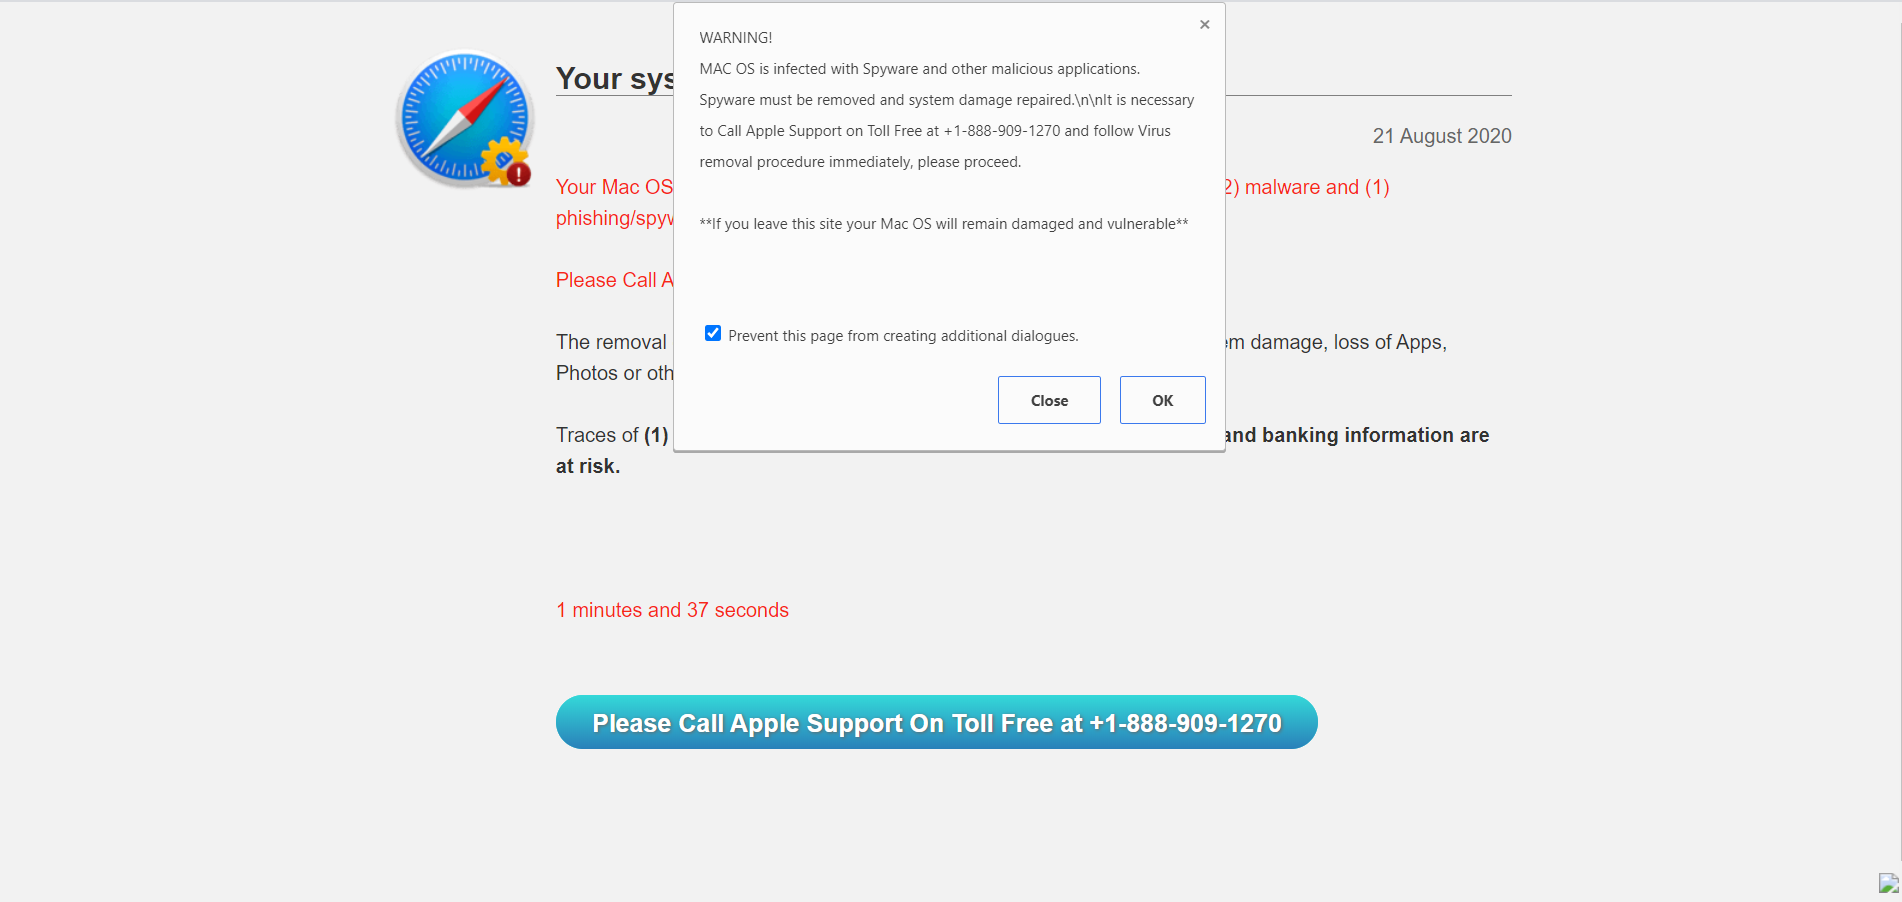 ×
WARNING!
MAC OS is infected with Spyware and other malicious applications.
Spyware must be removed and system damage repaired.\n\nIt is necessary
to Call Apple Support on Toll Free at +1-888-909-1270 and follow Virus
removal procedure immediately, please proceed.
**If you leave this site your Mac OS will remain damaged and vulnerable**
Prevent this page from creating additional dialogues.
Close OK
Your sys
21 August 2020
Your Mac OS 2) malware and (1)
phishing/spyw
Please Call A
The removal em damage, loss of Apps,
Photos or oth
Traces of (1) and banking information are
at risk.
1 minutes and 37 seconds
Please Call Apple Support On Toll Free at +1-888-909-1270